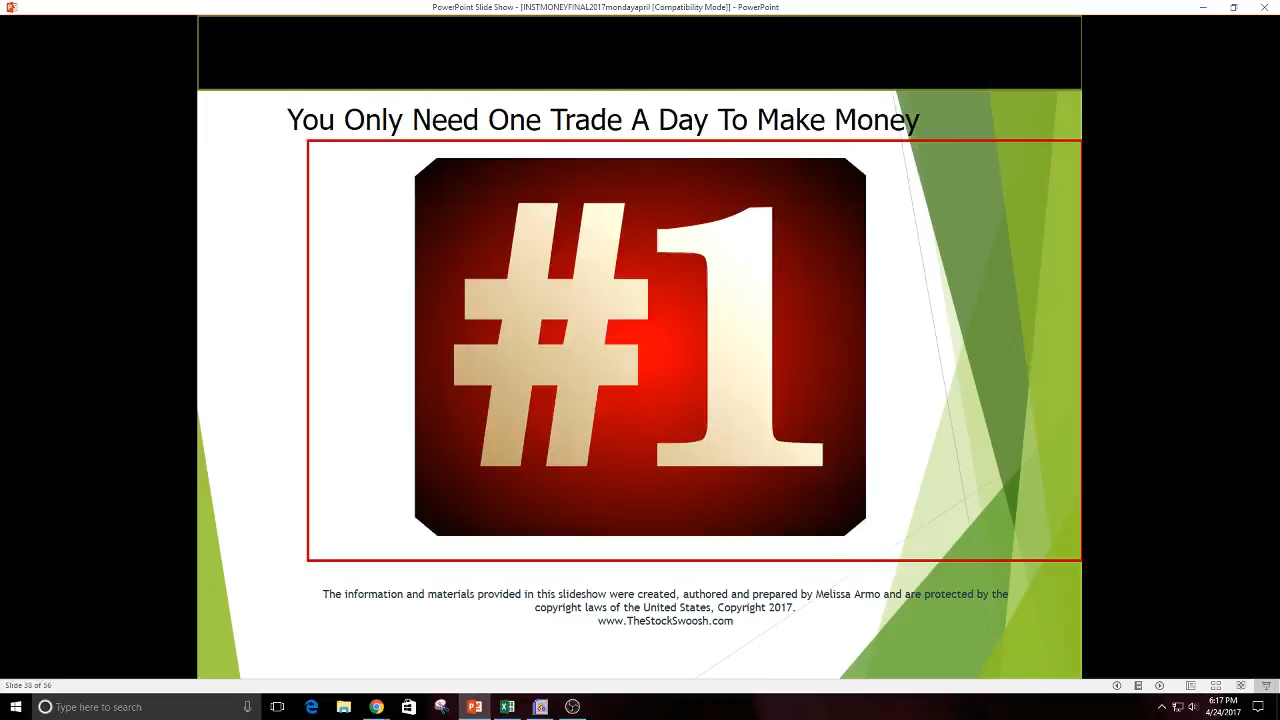 PowerPoint Slide Show - [INSTMONEYFINAL2017mondayapril [Compatibility Mode]] - PowerPoint
You Only Need One Trade A Day To Make Money
#1
The information and materials provided in this slideshow were created, authored and prepared by Melissa Armo and are protected by the
copyright laws of the United States, Copyright 2017.
www.TheStockSwoosh.com
Slide 38 of 56
Type here to search
6:17 PM
4/24/2017